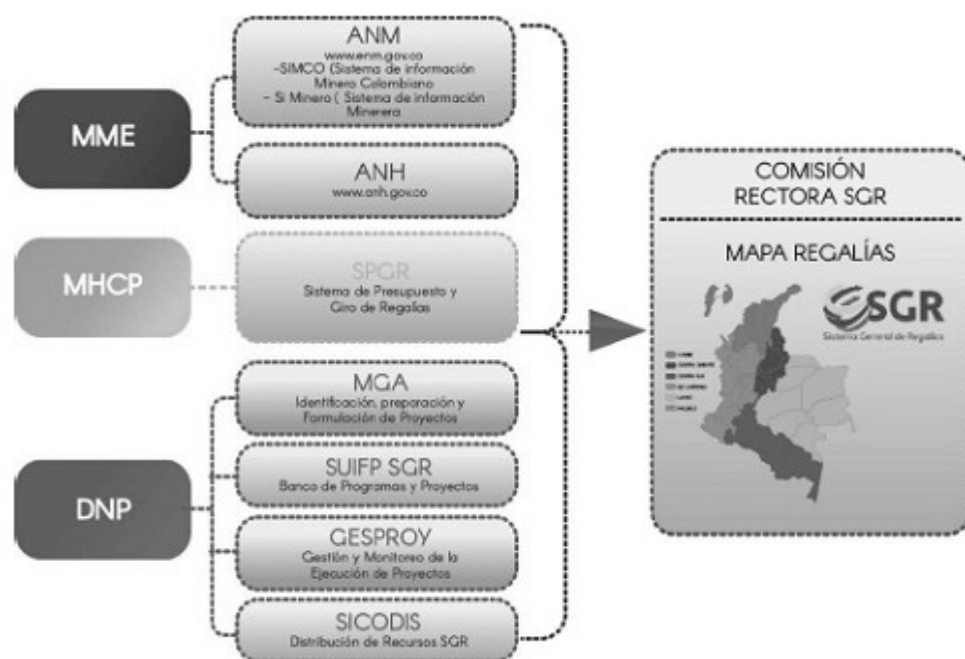 MME
ANM
www.enm.gov.co
-SIMCO (Sistema de información
Minero Colombiano
- Si Minero ( Sistema de información
Minerera
ANH
www.anh.gov.co
MHCP
SPGR
Sistema de Presupuesto y
Giro de Regalías
DNP
MGA
Identificación, preparación y
Formulación de Proyectos
SUIFP SGR
Banco de Programas y Proyectos
GESPROY
Gestión y Monitoreo de la
Ejecución de Proyectos
SICODIS
Distribución de Recursos SGR
COMISIÓN
RECTORA SGR
MAPA REGALÍAS
SGR
Sistema General de Regalías